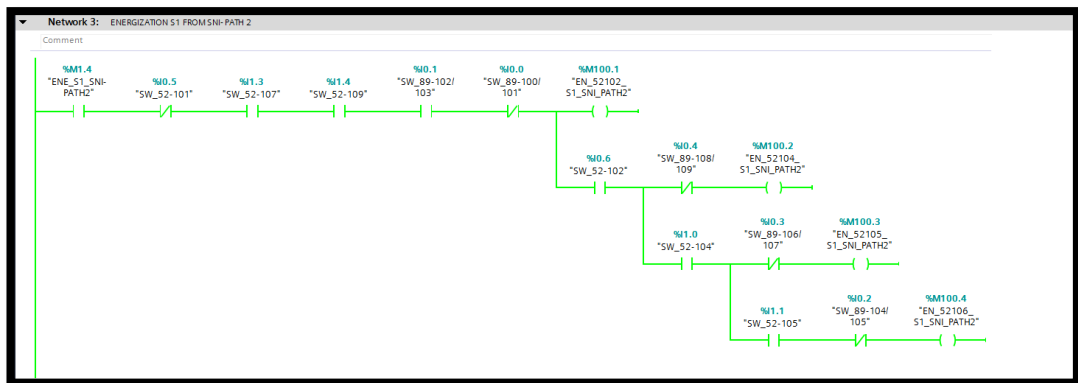 Network 3: ENERGIZATION S1 FROM SNI- PATH 2
Comment
%M1.4
"ENE_S1_SNI-
PATH2"
%I0.5
"SW_52-101"
%I1.3
"SW_52-107"
%I1.4
"SW_52-109"
%I0.1
"SW_89-102/
103"
%I0.0
"SW_89-100/
101"
%M100.1
"EN_52102_
S1_SNI_PATH2"
%I0.6
"SW_52-102"
%I0.4
"SW_89-108/
109"
%M100.2
"EN_52104_
S1_SNI_PATH2"
%I1.0
"SW_52-104"
%I0.3
"SW_89-106/
107"
%M100.3
"EN_52105_
S1_SNI_PATH2"
%I1.1
"SW_52-105"
%I0.2
"SW_89-104/
105"
%M100.4
"EN_52106_
S1_SNI_PATH2"